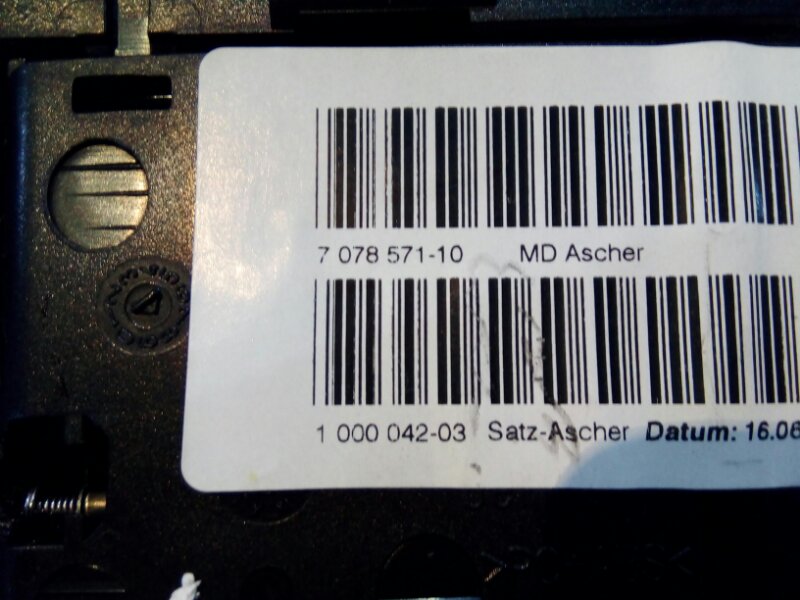 7 078 571-10 MD Ascher
1 000 042-03 Satz-Ascher Datum: 16.06